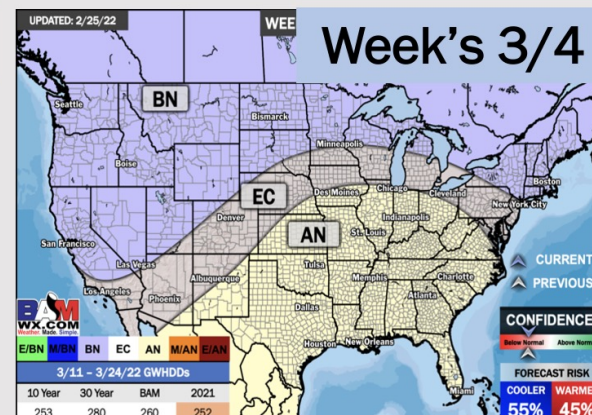 UPDATED: 2/25/22
WEE
Week's 3/4
BN
Seattle
Bismarck
Minneapolis
Boise
EC
Des Moines
Chicago
Cleveland
Boston
New York City
Denver
Indianapolis
AN
St. Louis
San Francisco
Las Vegas
Tulsa
CURRENT
Los Angeles
Albuquerque
Memphis
Charlotte
PREVIOUS
Phoenix
Atlanta
Dallas
BAM
WX.COM
Weather. Made. Simple.
CONFIDENCE
Below Normal Above Norm
Houston New Orleans
E/BN M/BN BN EC AN M/AN E/AN
3/11 – 3/24/22 GWHDDs
FORECAST RISK
Miami
10 Year 30 Year BAM 2021
COOLER WARME
253 280 260 252
55% 45%